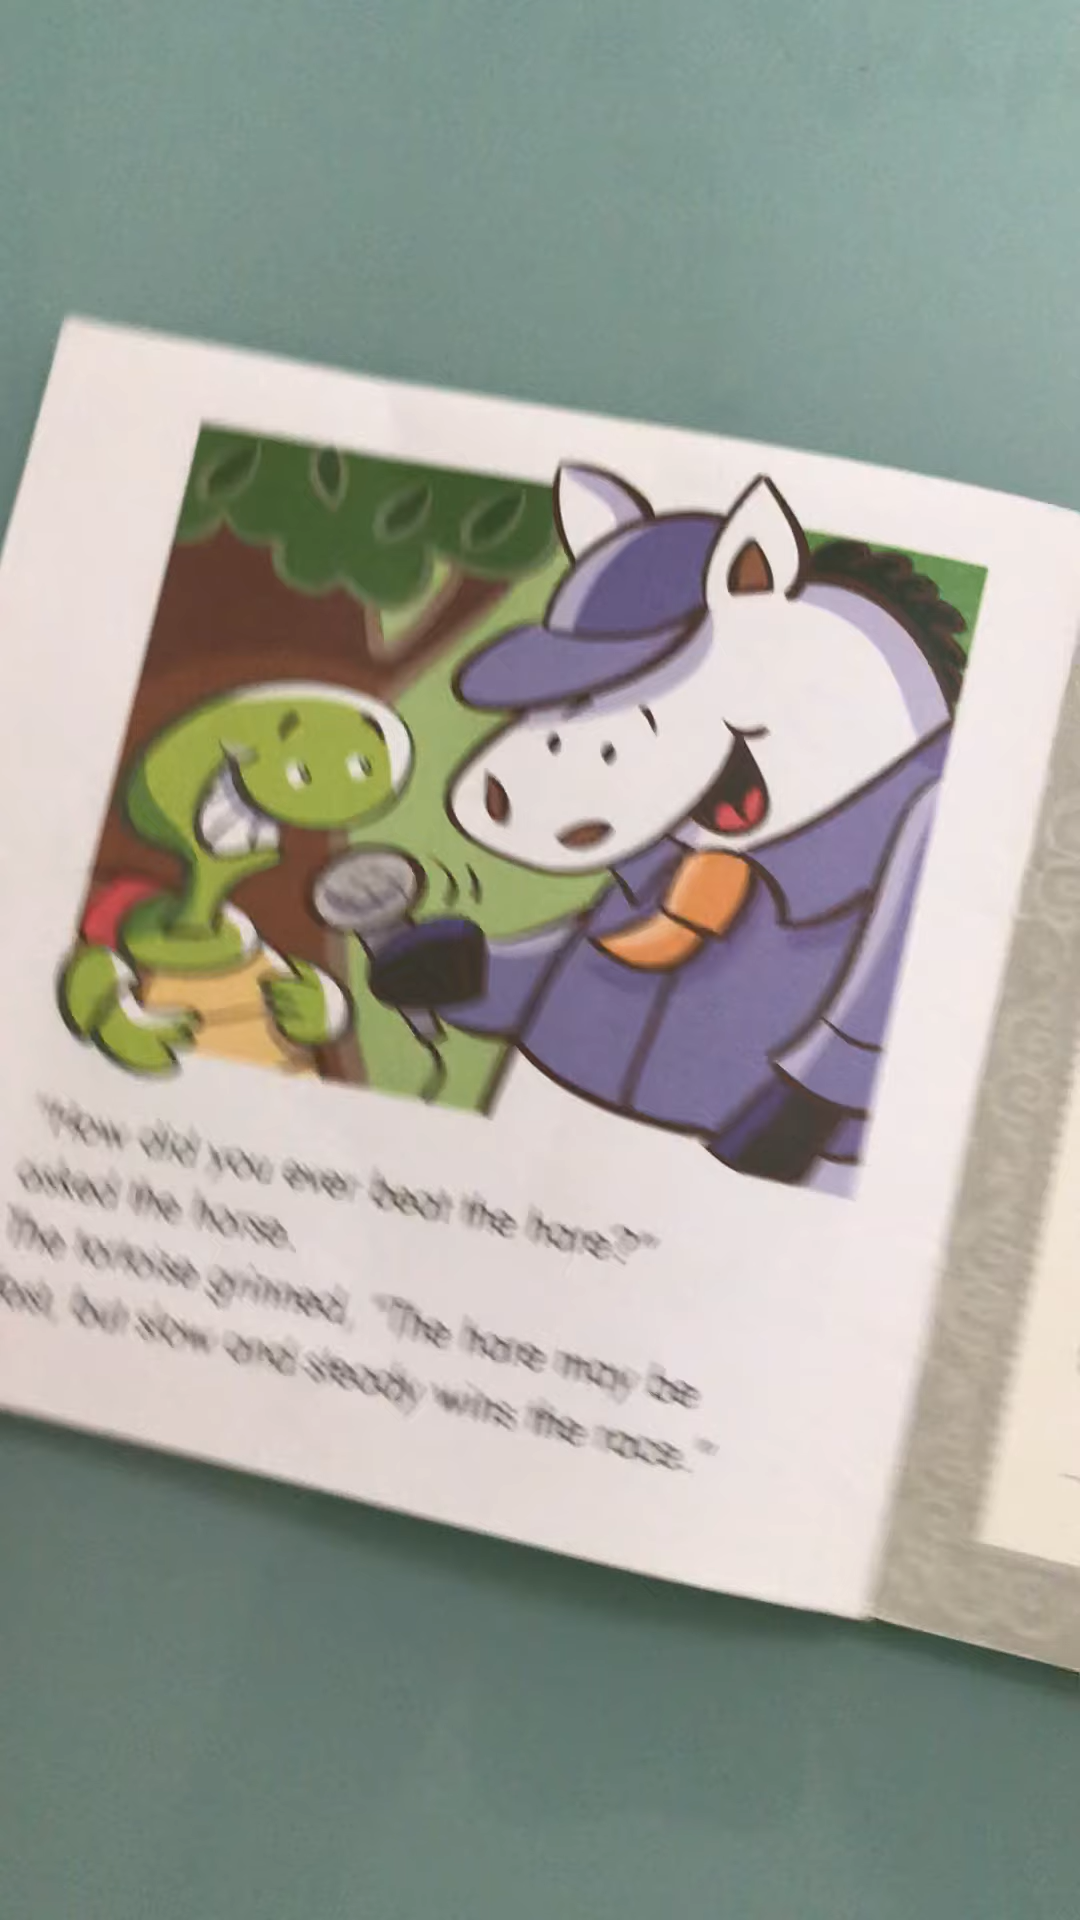 "How did you ever beat the hare?"
asked the horse.
The tortoise grinned. "The hare may be
fast, but slow and steady wins the race."